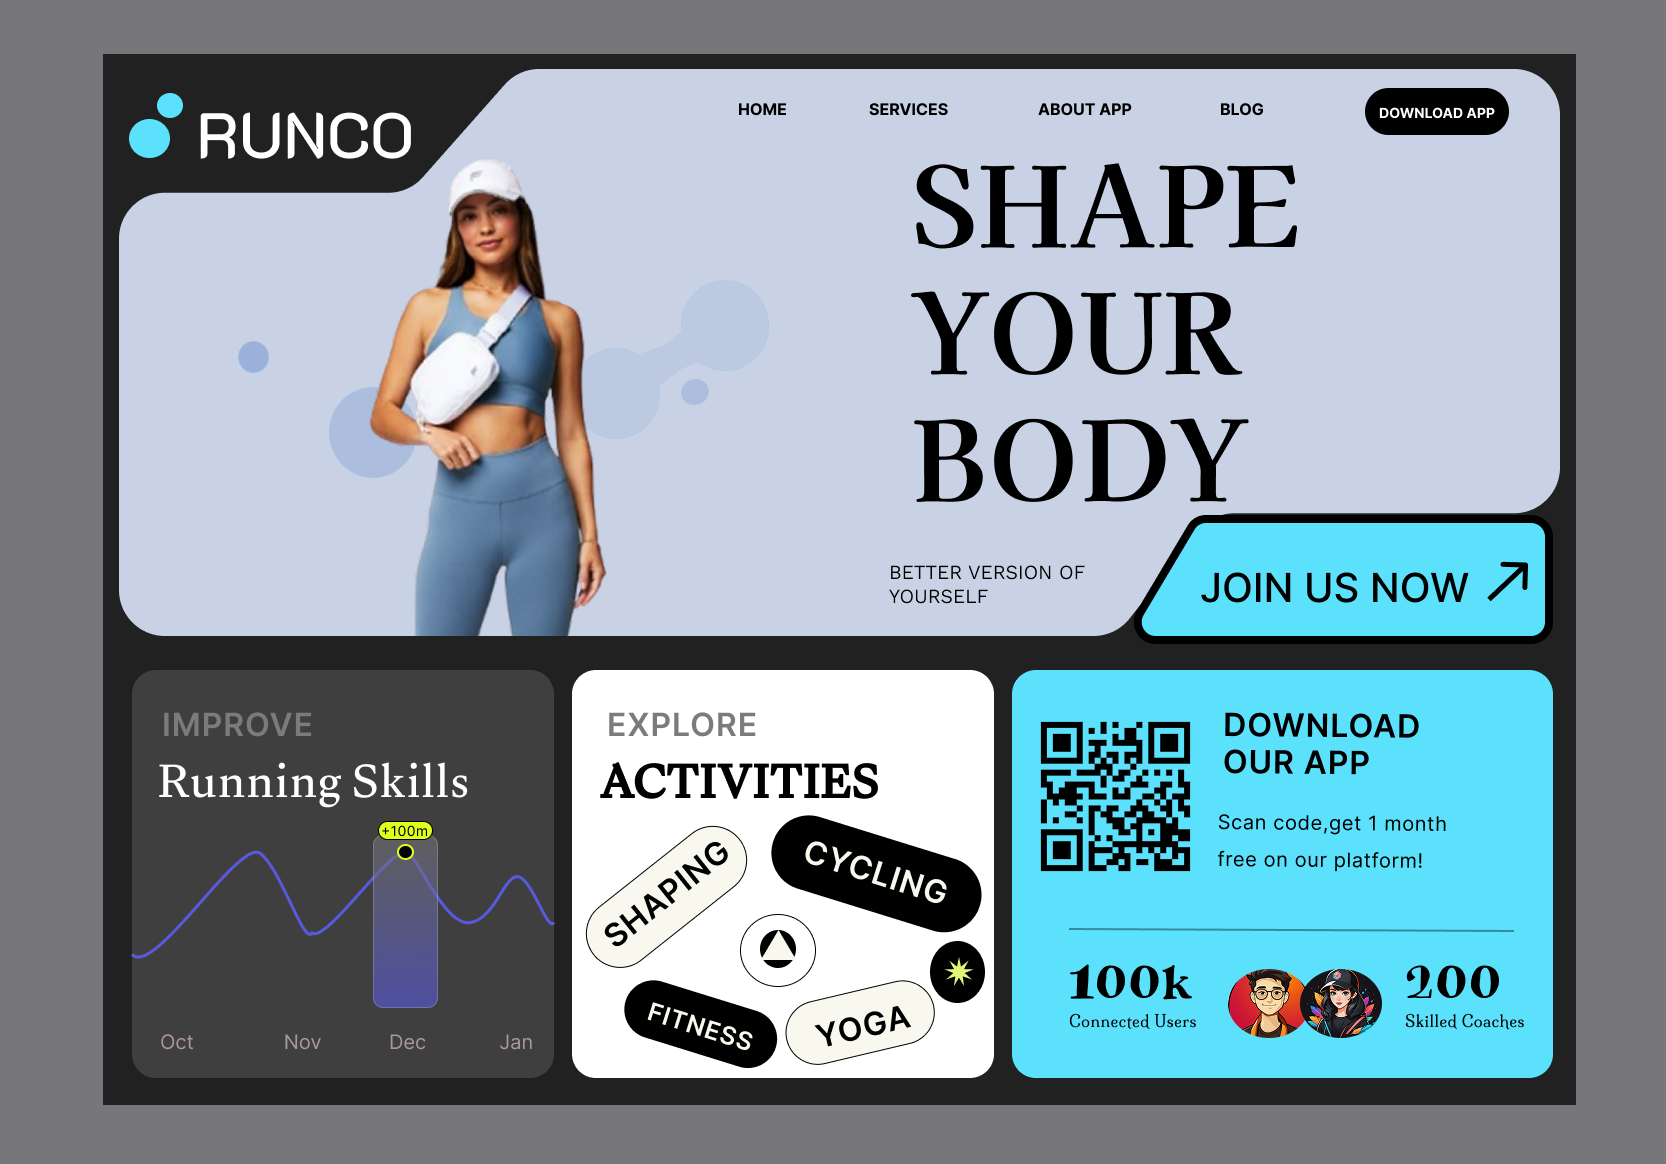 RUNCO
HOME SERVICES ABOUT APP BLOG DOWNLOAD APP
SHAPE
YOUR
BODY
BETTER VERSION OF
YOURSELF
JOIN US NOW
IMPROVE
Running Skills
+100m
Oct Nov Dec Jan
EXPLORE
ACTIVITIES
SHAPING
CYCLING
FITNESS
YOGA
DOWNLOAD
OUR APP
Scan code,get 1 month
free on our platform!
100k
Connected Users
200
Skilled Coaches